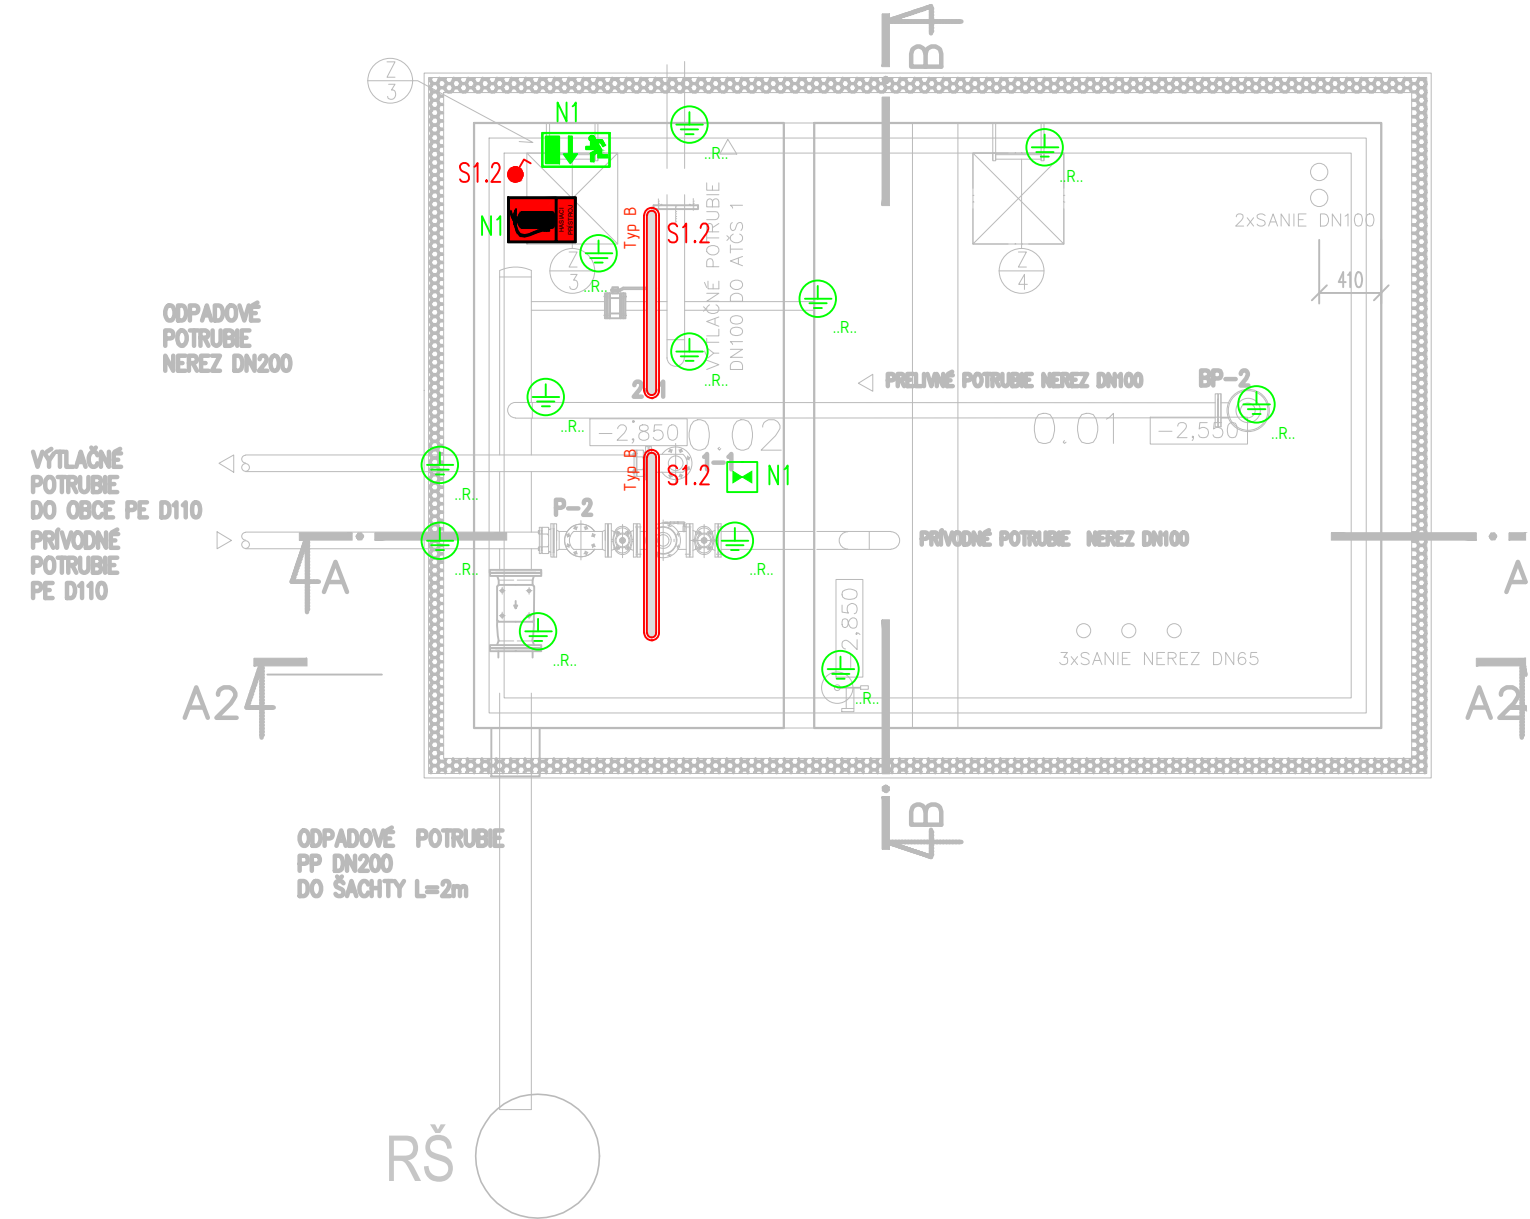 B
Z
3
N1
..R..
S1.2
..R..
2xSANIE DN100
N1
Typ B
S1.2
VÝTLAČNÉ POTRUBIE
DN100 DO ATČS 1
Z
3
Z
4
410
..R..
ODPADOVÉ
POTRUBIE
NEREZ DN200
..R..
..R..
PRELIVNÉ POTRUBIE NEREZ DN100
BP-2
..R..
-2,850
0.02
0.01
-2,550
..R..
VÝTLAČNÉ
POTRUBIE
DO OBCE PE D110
Typ B
1-1
S1.2
N1
..R..
P-2
PRÍVODNÉ
POTRUBIE
PE D110
PRÍVODNÉ POTRUBIE NEREZ DN100
..R..
..R..
A
A
3xSANIE NEREZ DN65
..R..
..R..
A2
A2
B
ODPADOVÉ POTRUBIE
PP DN200
DO ŠACHTY L=2m
RŠ